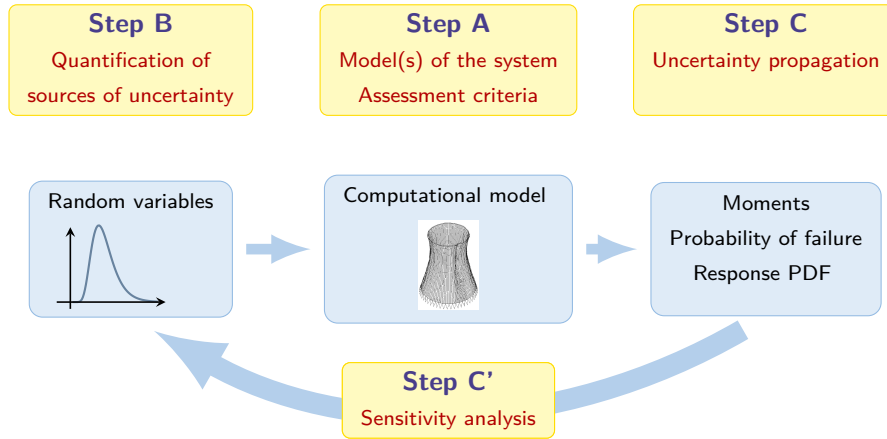 Step B
Quantification of
sources of uncertainty
Step A
Model(s) of the system
Assessment criteria
Step C
Uncertainty propagation
Random variables
Computational model
Moments
Probability of failure
Response PDF
Step C’
Sensitivity analysis